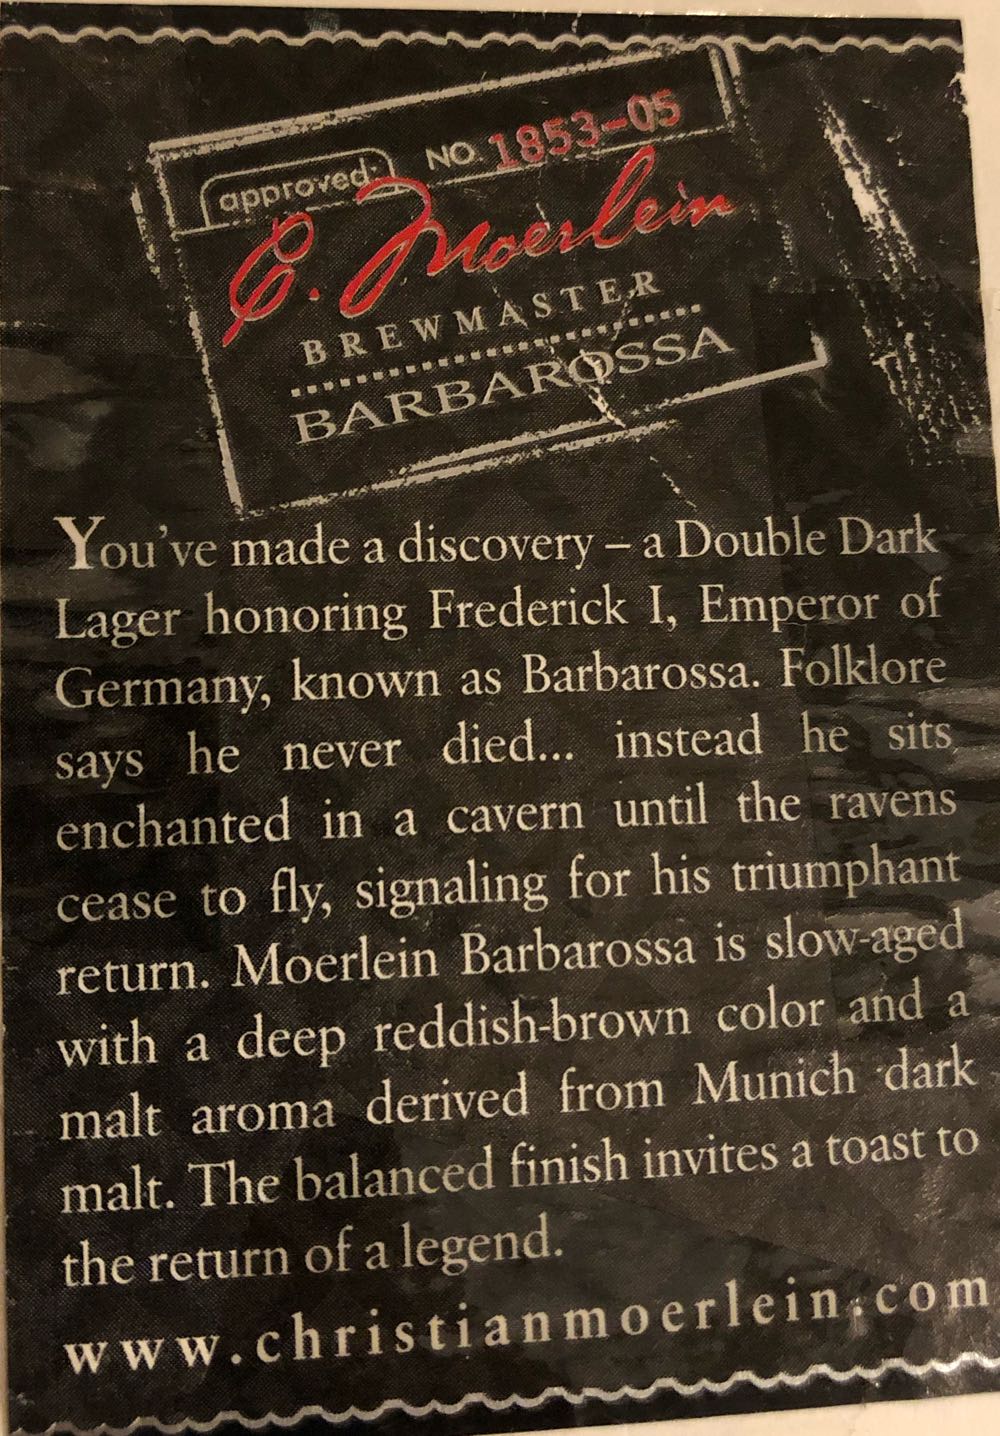 approved: NO. 1853-05
C. Moerlein
BREWMASTER
BARBAROSSA
You've made a discovery – a Double Dark
Lager honoring Frederick I, Emperor of
Germany, known as Barbarossa. Folklore
says he never died... instead he sits
enchanted in a cavern until the ravens
cease to fly, signaling for his triumphant
return. Moerlein Barbarossa is slow-aged
with a deep reddish-brown color and a
malt aroma derived from Munich dark
malt. The balanced finish invites a toast to
the return of a legend.
www.christianmoerlein.com